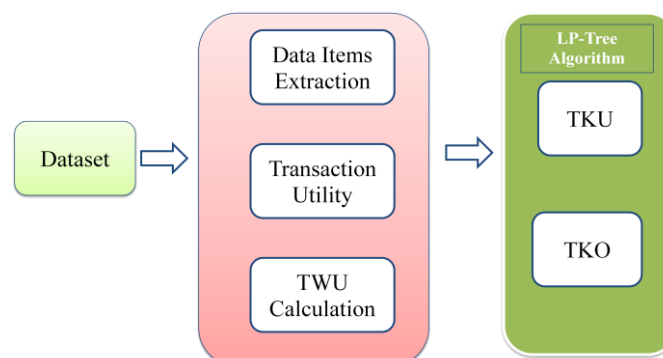 Dataset
Data Items
Extraction
Transaction
Utility
TWU
Calculation
LP-Tree
Algorithm
TKU
TKO